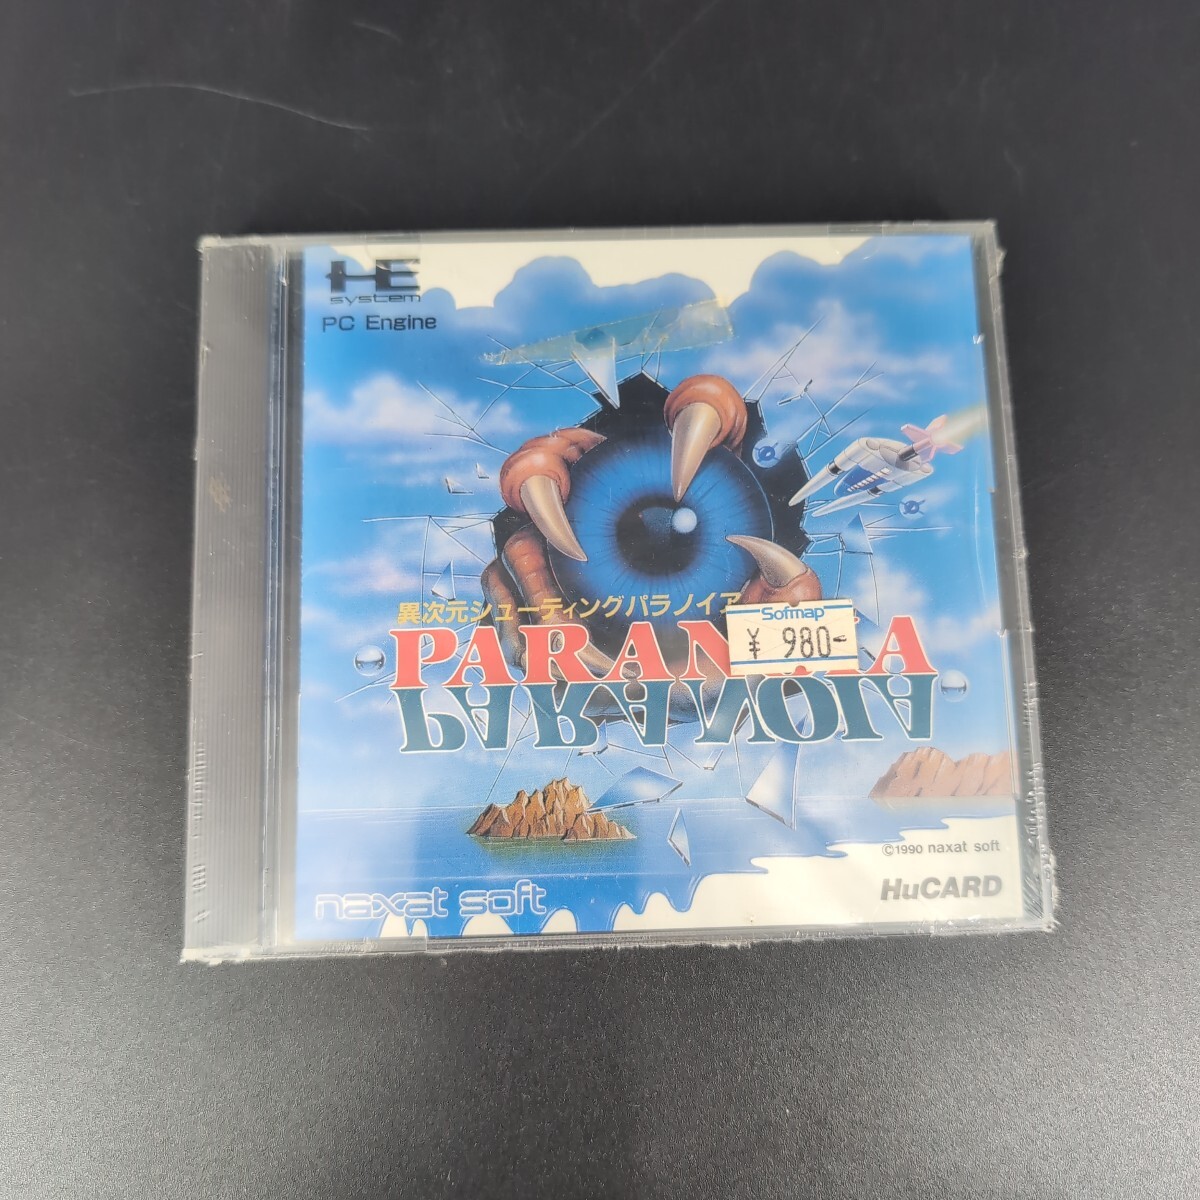 HE
system
PC Engine
異次元シューティングパラノイア
Sofmap
¥ 980-
PARANOIA
PARANOIA
©1990 naxat soft
naxat soft
HuCARD